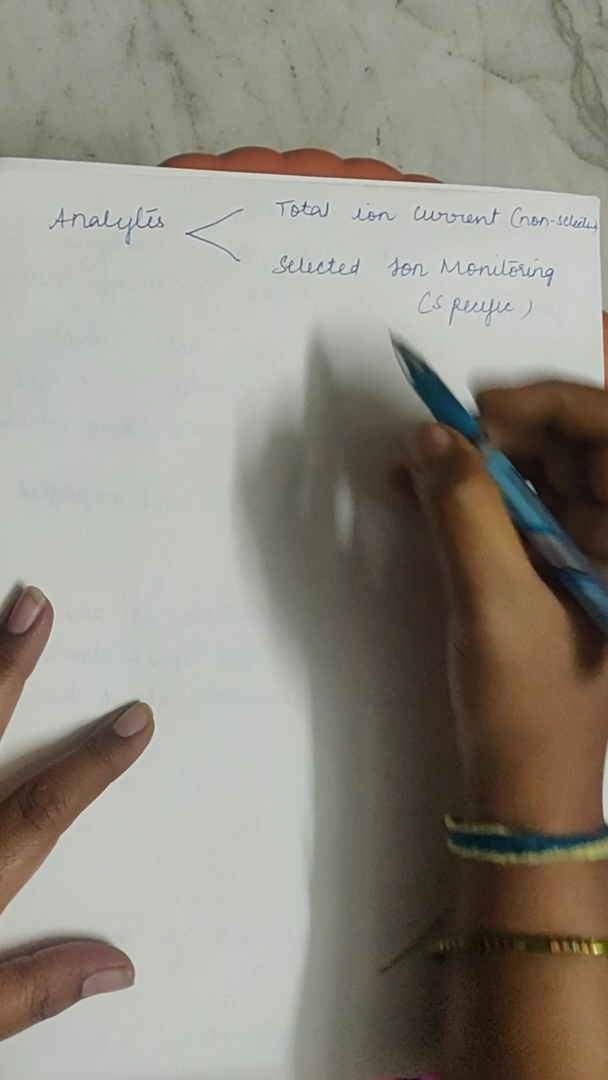 Analytes
Total ion current (non-selective)
Selected Ion Monitoring
(Specific)